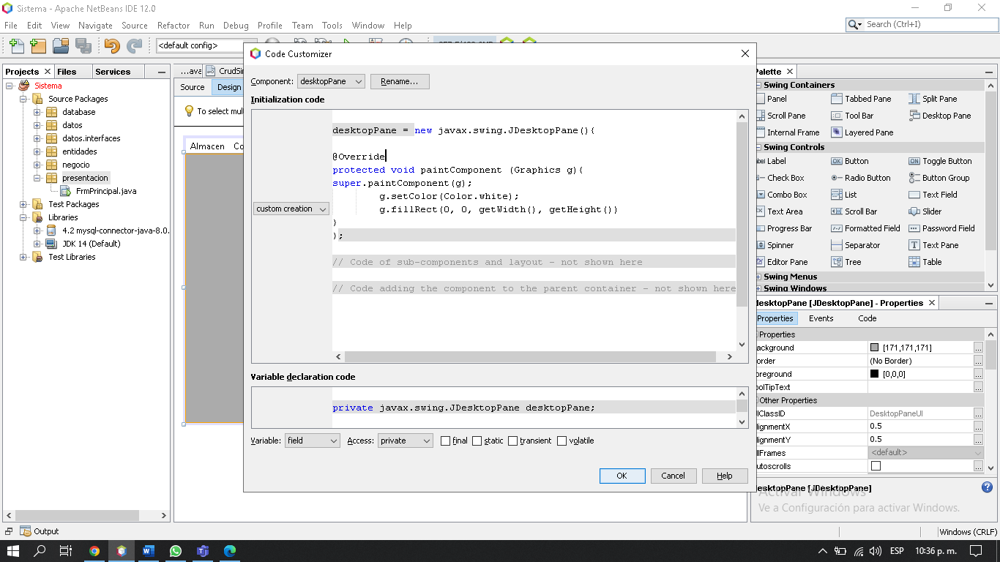 Sistema - Apache NetBeans IDE 12.0
File Edit View Navigate Source Refactor Run Debug Profile Team Tools Window Help
Search (Ctrl+I)
<default config>
Projects Files Services
Sistema
Source Packages
database
datos
datos.interfaces
entidades
negocio
presentacion
FrmPrincipal.java
Test Packages
Libraries
4.2 mysql-connector-java-8.0.
JDK 14 (Default)
Test Libraries
...ava CrudSin
Source Design
To select mul
Almacen Co
Code Customizer
Component: desktopPane Rename...
Initialization code
custom creation
desktopPane = new javax.swing.JDesktopPane(){
@Override
protected void paintComponent (Graphics g){
super.paintComponent(g);
g.setColor(Color.white);
g.fillRect(0, 0, getWidth(), getHeight())
}
};
// Code of sub-components and layout - not shown here
// Code adding the component to the parent container - not shown here
Variable declaration code
private javax.swing.JDesktopPane desktopPane;
Variable: field Access: private final static transient volatile
OK Cancel Help
Palette
Swing Containers
Panel Tabbed Pane Split Pane
Scroll Pane Tool Bar Desktop Pane
Internal Frame Layered Pane
Swing Controls
Label Button Toggle Button
Check Box Radio Button Button Group
Combo Box List Text Field
Text Area Scroll Bar Slider
Progress Bar Formatted Field Password Field
Spinner Separator Text Pane
Editor Pane Tree Table
Swing Menus
Swing Windows
desktopPane [JDesktopPane] - Properties
Properties Events Code
Properties
ackground [171,171,171] ...
order (No Border) ...
oreground [0,0,0] ...
oolTipText ...
Other Properties
IClassID DesktopPaneUI ...
lignmentX 0.5 ...
lignmentY 0.5 ...
llFrames <default>
utoscrolls ...
desktopPane [JDesktopPane]
Activar Windows
Ve a Configuración para activar Windows.
Output
Windows (CRLF)
ESP 10:36 p. m.